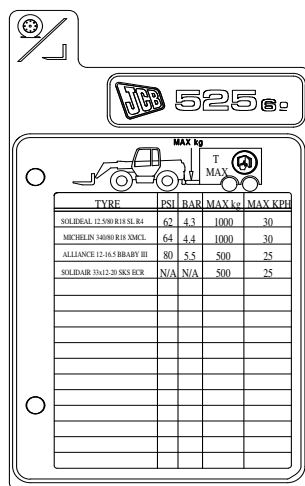 JCB 525 60
MAX kg
T
MAX
TYRE PSI BAR MAX kg MAX KPH
SOLIDEAL 12.5/80 R18 SL R4 62 4.3 1000 30
MICHELIN 340/80 R18 XMCL 64 4.4 1000 30
ALLIANCE 12-16.5 BBABY III 80 5.5 500 25
SOLIDAIR 33x12-20 SKS ECR N/A N/A 500 25